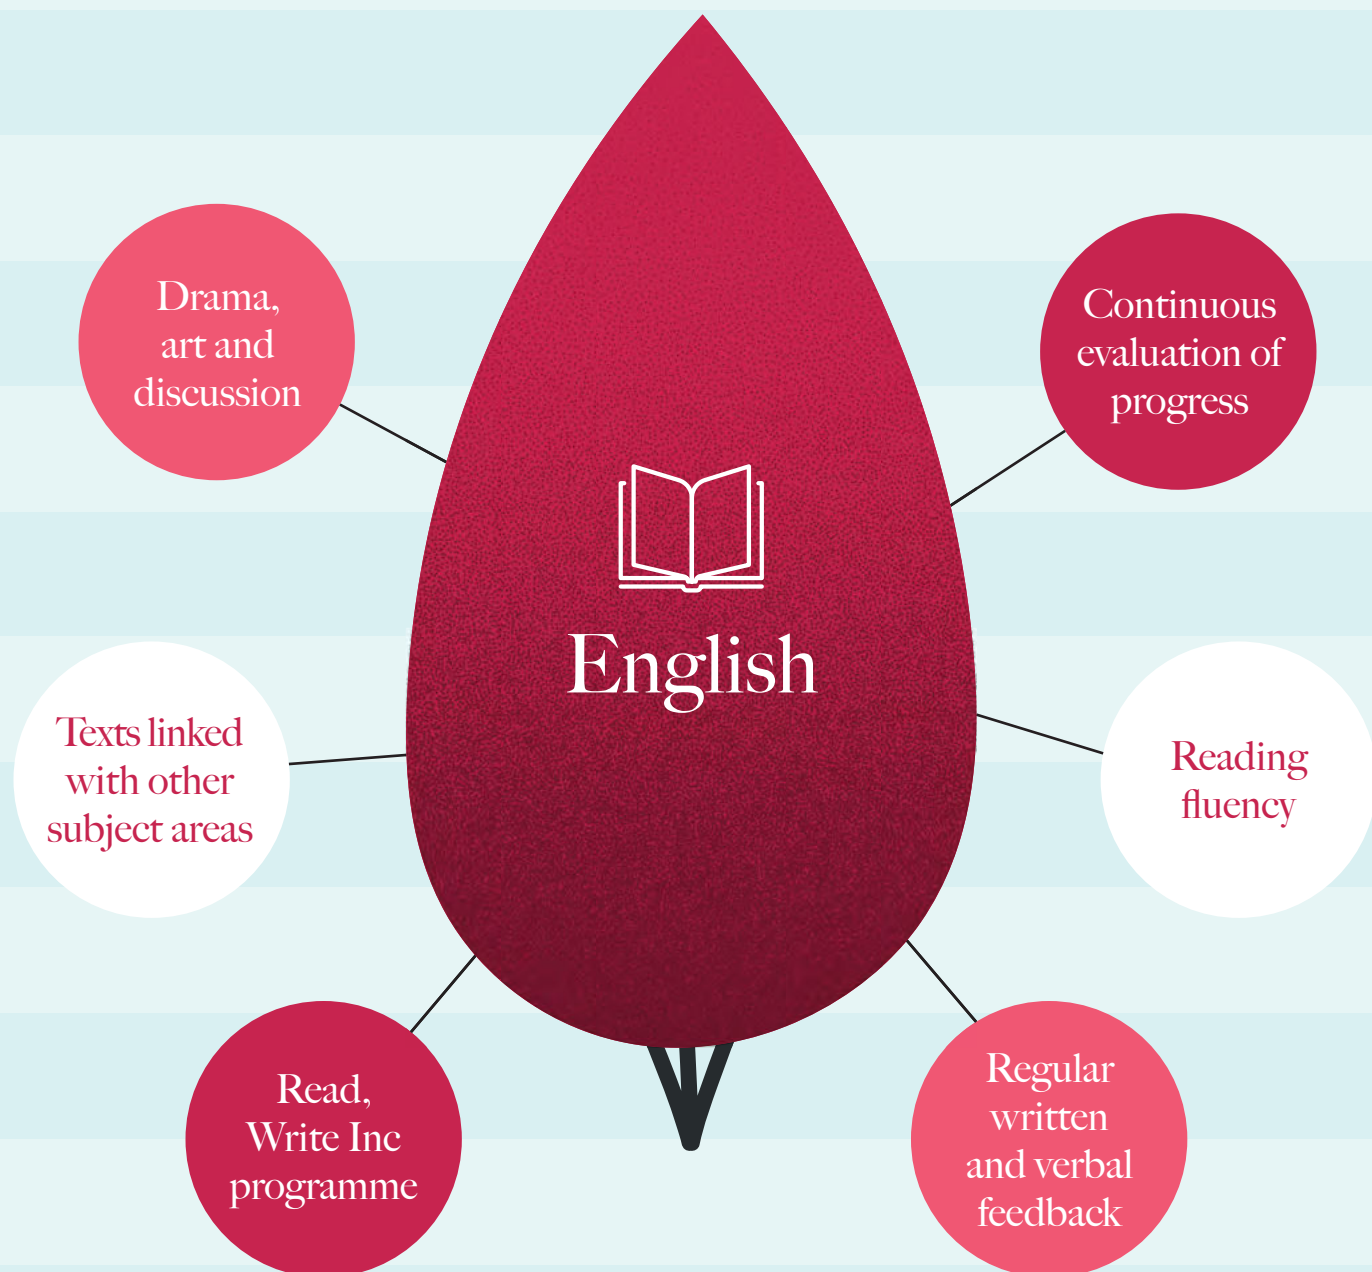 Drama,
art and
discussion
Continuous
evaluation of
progress
English
Texts linked
with other
subject areas
Reading
fluency
Read,
Write Inc
programme
Regular
written
and verbal
feedback